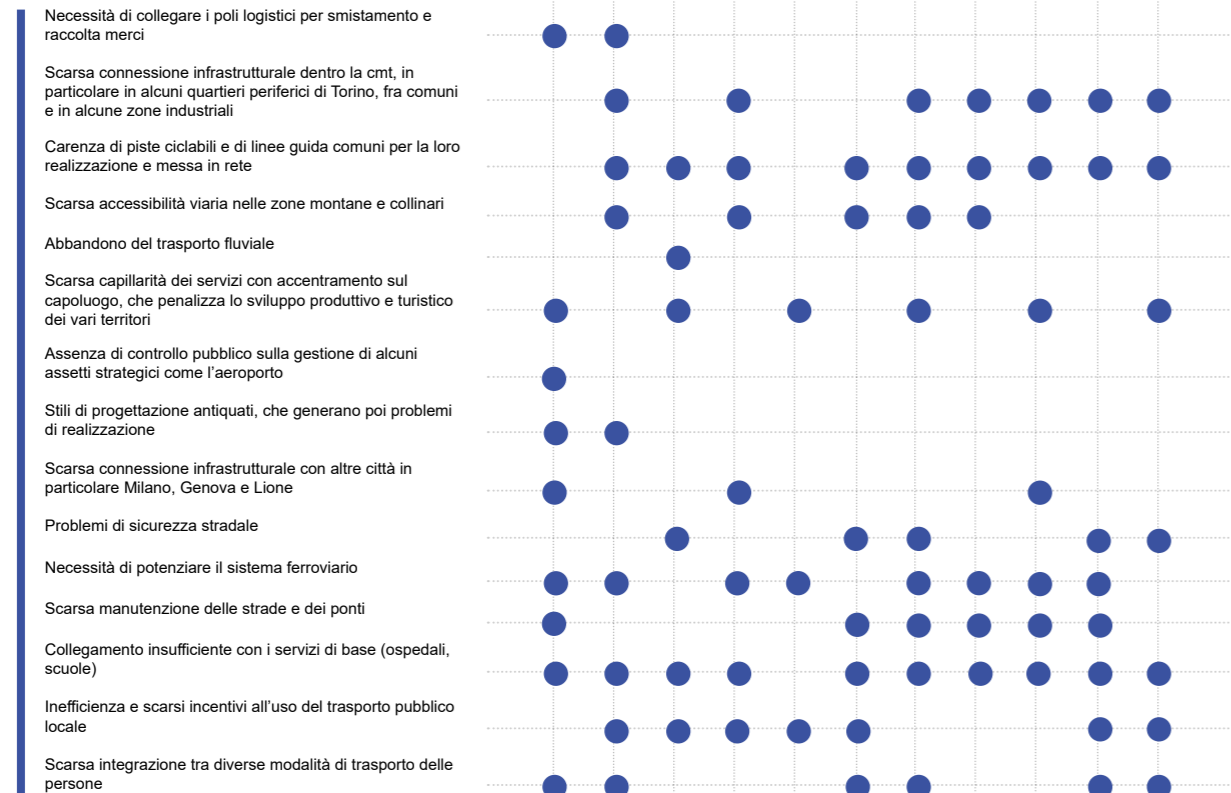 Necessità di collegare i poli logistici per smistamento e
raccolta merci
Scarsa connessione infrastrutturale dentro la cmt, in
particolare in alcuni quartieri periferici di Torino, fra comuni
e in alcune zone industriali
Carenza di piste ciclabili e di linee guida comuni per la loro
realizzazione e messa in rete
Scarsa accessibilità viaria nelle zone montane e collinari
Abbandono del trasporto fluviale
Scarsa capillarità dei servizi con accentramento sul
capoluogo, che penalizza lo sviluppo produttivo e turistico
dei vari territori
Assenza di controllo pubblico sulla gestione di alcuni
assetti strategici come l’aeroporto
Stili di progettazione antiquati, che generano poi problemi
di realizzazione
Scarsa connessione infrastrutturale con altre città in
particolare Milano, Genova e Lione
Problemi di sicurezza stradale
Necessità di potenziare il sistema ferroviario
Scarsa manutenzione delle strade e dei ponti
Collegamento insufficiente con i servizi di base (ospedali,
scuole)
Inefficienza e scarsi incentivi all’uso del trasporto pubblico
locale
Scarsa integrazione tra diverse modalità di trasporto delle
persone